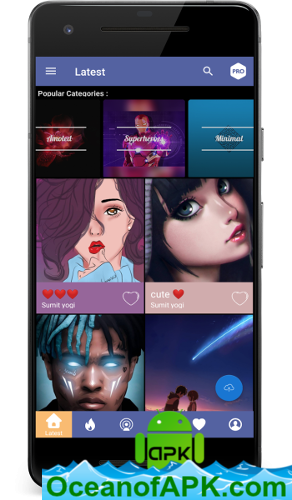 Latest
PRO
Popular Categories :
Amoled
Superheroes
Minimal
❤️❤️❤️
Sumit yogi
cute ❤️
Sumit yogi
Latest
APK
OceanofAPK.com